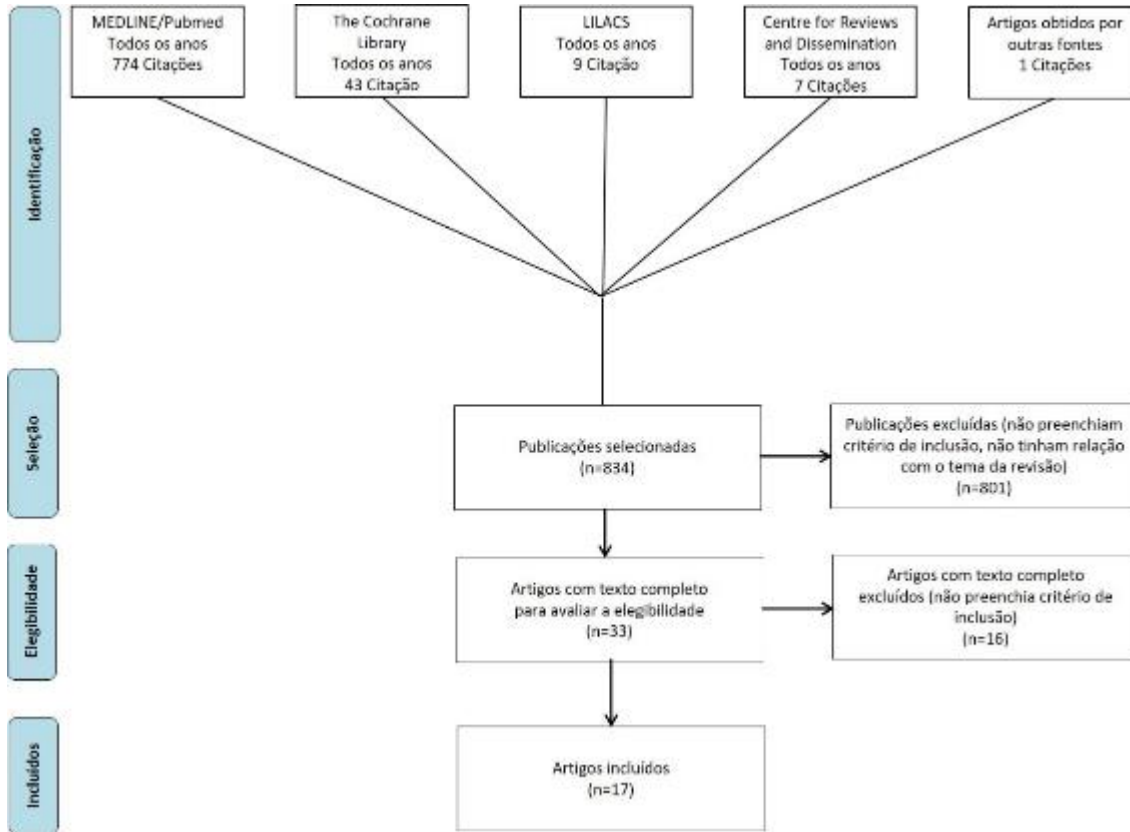 MEDLINE/Pubmed
Todos os anos
774 Citações
The Cochrane
Library
Todos os anos
43 Citação
LILACS
Todos os anos
9 Citação
Centre for Reviews
and Dissemination
Todos os anos
7 Citações
Artigos obtidos por
outras fontes
1 Citações
Identificação
Seleção
Publicações selecionadas
(n=834)
Publicações excluídas (não preenchiam
critério de inclusão, não tinham relação
com o tema da revisão)
(n=801)
Elegibilidade
Artigos com texto completo
para avaliar a elegibilidade
(n=33)
Artigos com texto completo
excluídos (não preenchia critério de
inclusão)
(n=16)
Incluídos
Artigos incluídos
(n=17)